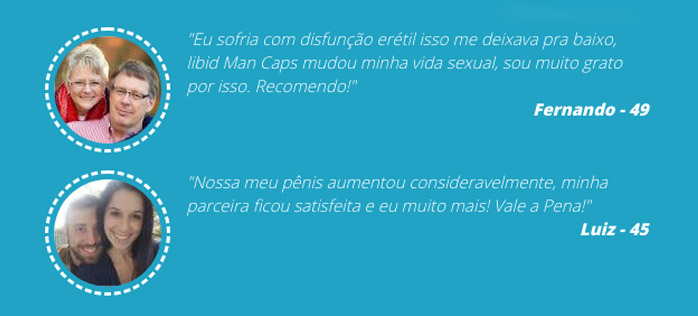 "Eu sofria com disfunção erétil isso me deixava pra baixo,
libid Man Caps mudou minha vida sexual, sou muito grato
por isso. Recomendo!"
Fernando - 49
"Nossa meu pênis aumentou consideravelmente, minha
parceira ficou satisfeita e eu muito mais! Vale a Pena!"
Luiz - 45